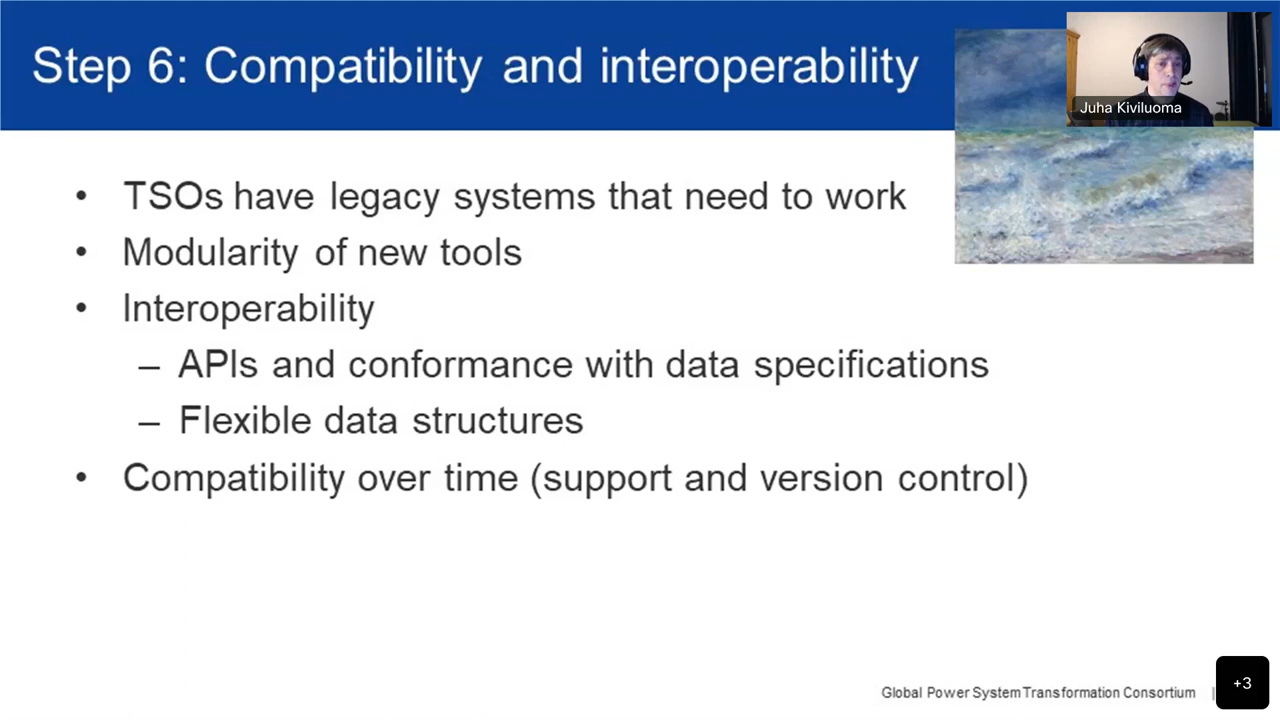 Step 6: Compatibility and interoperability
Juha Kiviluoma
• TSOs have legacy systems that need to work
• Modularity of new tools
• Interoperability
– APIs and conformance with data specifications
– Flexible data structures
• Compatibility over time (support and version control)
Global Power System Transformation Consortium |
+3